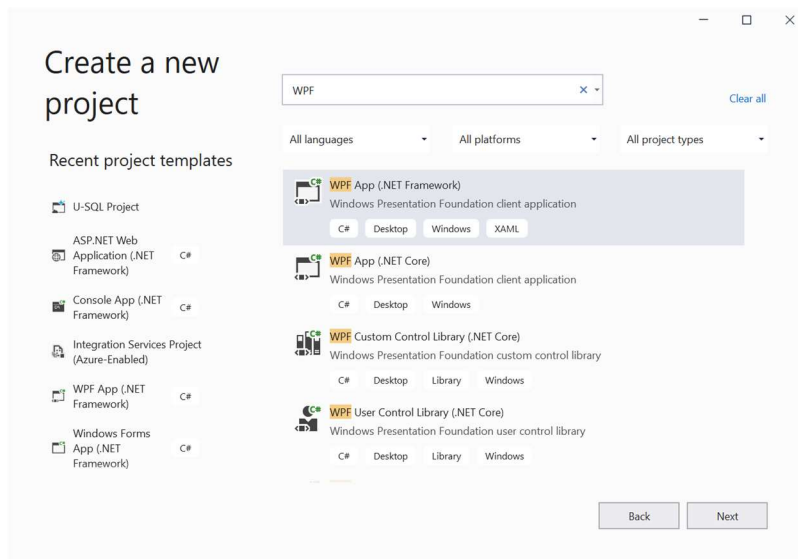 Create a new
project
Recent project templates
U-SQL Project
ASP.NET Web
Application (.NET
Framework)
C#
Console App (.NET
Framework)
C#
Integration Services Project
(Azure-Enabled)
WPF App (.NET
Framework)
C#
Windows Forms
App (.NET
Framework)
C#
WPF
Clear all
All languages
All platforms
All project types
C#
WPF App (.NET Framework)
Windows Presentation Foundation client application
C# Desktop Windows XAML
C#
WPF App (.NET Core)
Windows Presentation Foundation client application
C# Desktop Windows
C#
WPF Custom Control Library (.NET Core)
Windows Presentation Foundation custom control library
C# Desktop Library Windows
C#
WPF User Control Library (.NET Core)
Windows Presentation Foundation user control library
C# Desktop Library Windows
Back
Next